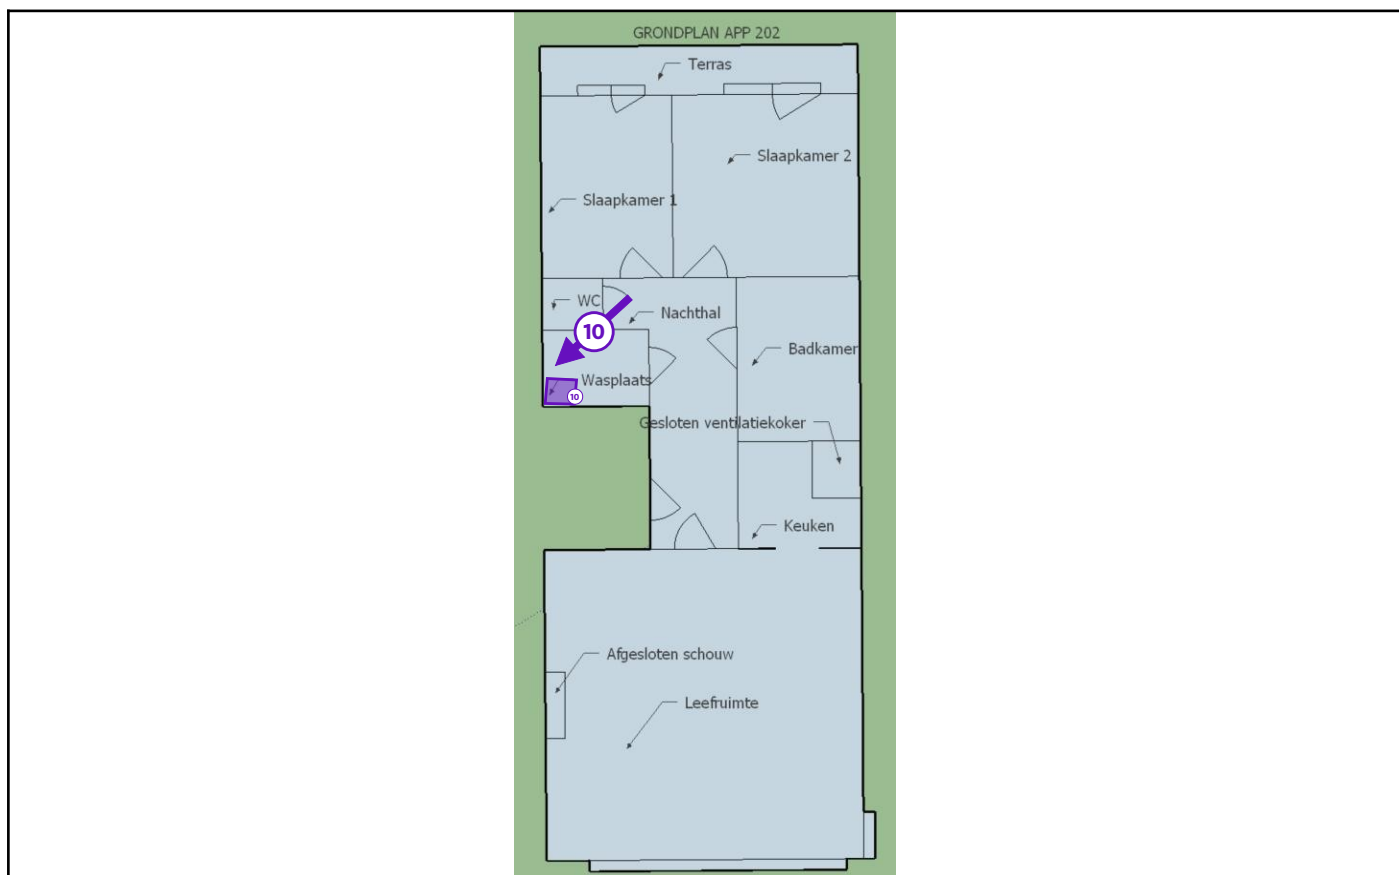 GRONDPLAN APP 202
Terras
Slaapkamer 2
Slaapkamer 1
WC
Nachthal
10
Badkamer
Wasplaats
10
Gesloten ventilatiekoker
Keuken
Afgesloten schouw
Leefruimte